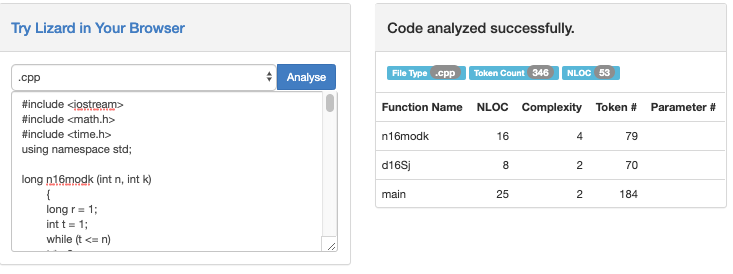 Try Lizard in Your Browser
.cpp
Analyse
#include <iostream>
#include <math.h>
#include <time.h>
using namespace std;
long n16modk (int n, int k)
{
long r = 1;
int t = 1;
while (t <= n)
Code analyzed successfully.
File Type .cpp Token Count 346 NLOC 53
Function Name NLOC Complexity Token # Parameter #
n16modk 16 4 79
d16Sj 8 2 70
main 25 2 184